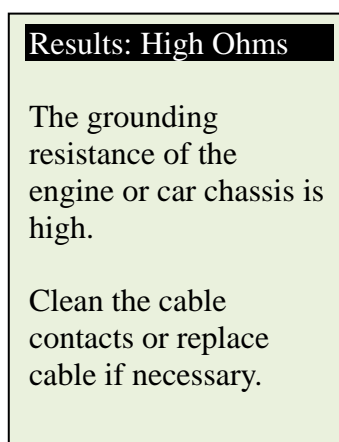 Results: High Ohms
The grounding
resistance of the
engine or car chassis is
high.
Clean the cable
contacts or replace
cable if necessary.